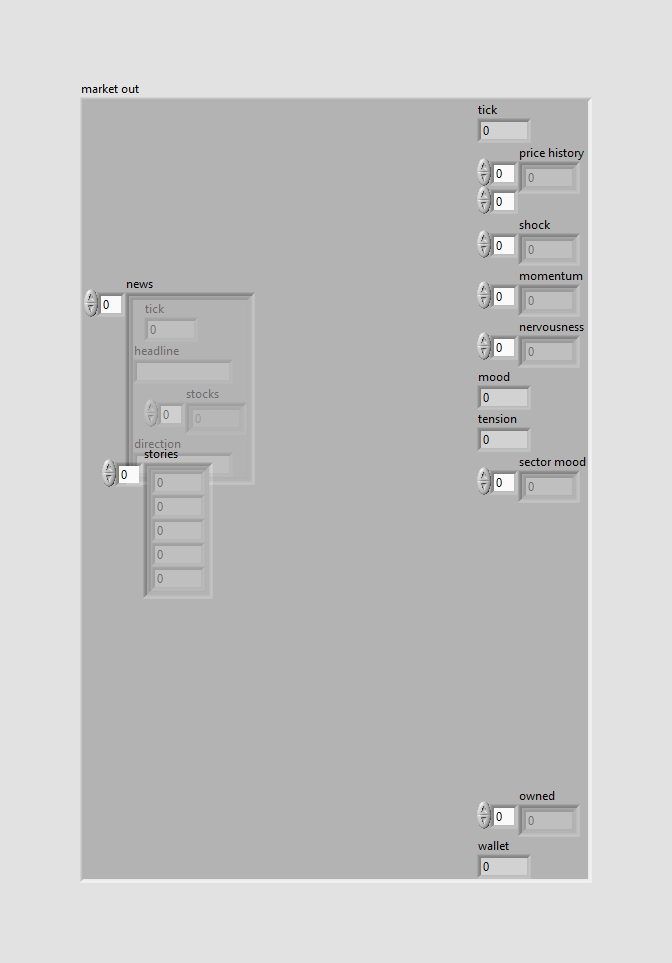 market out
tick
0
price history
0
0
0
shock
0
0
news
0
momentum
0
0
tick
0
nervousness
0
0
headline
mood
0
stocks
0
0
tension
0
direction
stories
0
0
0
0
0
0
sector mood
0
0
owned
0
0
wallet
0